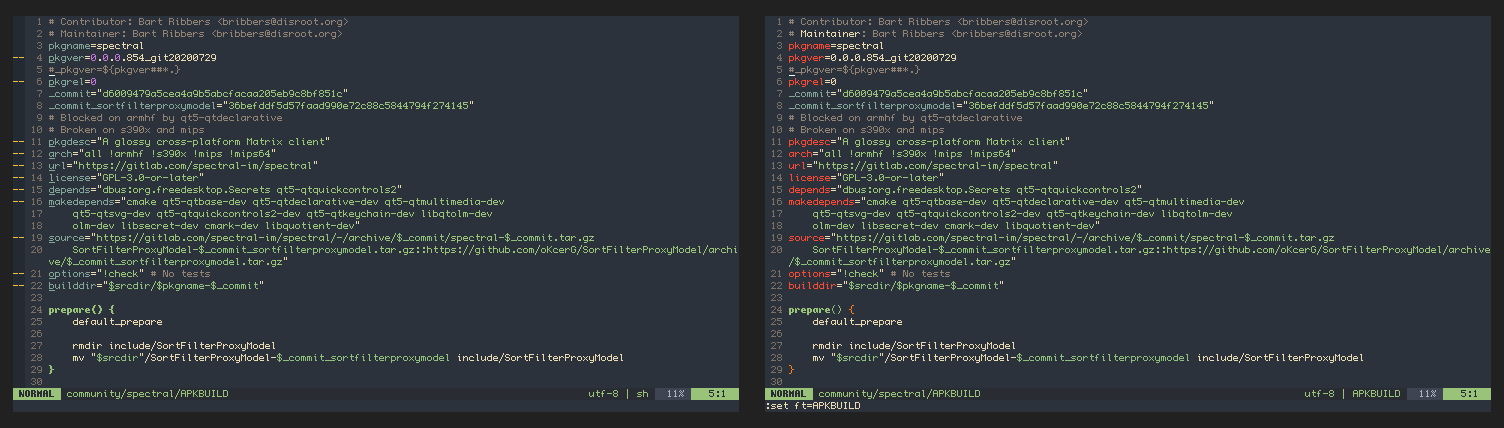 1 # Contributor: Bart Ribbers <bribbers@disroot.org>
2 # Maintainer: Bart Ribbers <bribbers@disroot.org>
3 pkgname=spectral
-- 4 pkgver=0.0.0.854_git20200729
5 #_pkgver=${pkgver##*.}
-- 6 pkgrel=0
7 _commit="d6009479a5cea4a9b5abcfacaa205eb9c8bf851c"
8 _commit_sortfilterproxymodel="36befddf5d57faad990e72c88c5844794f274145"
9 # Blocked on armhf by qt5-qtdeclarative
10 # Broken on s390x and mips
-- 11 pkgdesc="A glossy cross-platform Matrix client"
-- 12 arch="all !armhf !s390x !mips !mips64"
-- 13 url="https://gitlab.com/spectral-im/spectral"
-- 14 license="GPL-3.0-or-later"
-- 15 depends="dbus:org.freedesktop.Secrets qt5-qtquickcontrols2"
-- 16 makedepends="cmake qt5-qtbase-dev qt5-qtdeclarative-dev qt5-qtmultimedia-dev
17 qt5-qtsvg-dev qt5-qtquickcontrols2-dev qt5-qtkeychain-dev libqtolm-dev
18 olm-dev libsecret-dev cmark-dev libquotient-dev"
-- 19 source="https://gitlab.com/spectral-im/spectral/-/archive/$_commit/spectral-$_commit.tar.gz
20 SortFilterProxyModel-$_commit_sortfilterproxymodel.tar.gz::https://github.com/oKcerG/SortFilterProxyModel/archi
ve/$_commit_sortfilterproxymodel.tar.gz"
-- 21 options="!check" # No tests
-- 22 builddir="$srcdir/$pkgname-$_commit"
23
24 prepare() {
25 default_prepare
26
27 rmdir include/SortFilterProxyModel
28 mv "$srcdir"/SortFilterProxyModel-$_commit_sortfilterproxymodel include/SortFilterProxyModel
29 }
30
NORMAL community/spectral/APKBUILD utf-8 | sh 11% 5:1
1 # Contributor: Bart Ribbers <bribbers@disroot.org>
2 # Maintainer: Bart Ribbers <bribbers@disroot.org>
3 pkgname=spectral
4 pkgver=0.0.0.854_git20200729
5 #_pkgver=${pkgver##*.}
6 pkgrel=0
7 _commit="d6009479a5cea4a9b5abcfacaa205eb9c8bf851c"
8 _commit_sortfilterproxymodel="36befddf5d57faad990e72c88c5844794f274145"
9 # Blocked on armhf by qt5-qtdeclarative
10 # Broken on s390x and mips
11 pkgdesc="A glossy cross-platform Matrix client"
12 arch="all !armhf !s390x !mips !mips64"
13 url="https://gitlab.com/spectral-im/spectral"
14 license="GPL-3.0-or-later"
15 depends="dbus:org.freedesktop.Secrets qt5-qtquickcontrols2"
16 makedepends="cmake qt5-qtbase-dev qt5-qtdeclarative-dev qt5-qtmultimedia-dev
17 qt5-qtsvg-dev qt5-qtquickcontrols2-dev qt5-qtkeychain-dev libqtolm-dev
18 olm-dev libsecret-dev cmark-dev libquotient-dev"
19 source="https://gitlab.com/spectral-im/spectral/-/archive/$_commit/spectral-$_commit.tar.gz
20 SortFilterProxyModel-$_commit_sortfilterproxymodel.tar.gz::https://github.com/oKcerG/SortFilterProxyModel/archive
/$_commit_sortfilterproxymodel.tar.gz"
21 options="!check" # No tests
22 builddir="$srcdir/$pkgname-$_commit"
23
24 prepare() {
25 default_prepare
26
27 rmdir include/SortFilterProxyModel
28 mv "$srcdir"/SortFilterProxyModel-$_commit_sortfilterproxymodel include/SortFilterProxyModel
29 }
30
NORMAL community/spectral/APKBUILD utf-8 | APKBUILD 11% 5:1
:set ft=APKBUILD